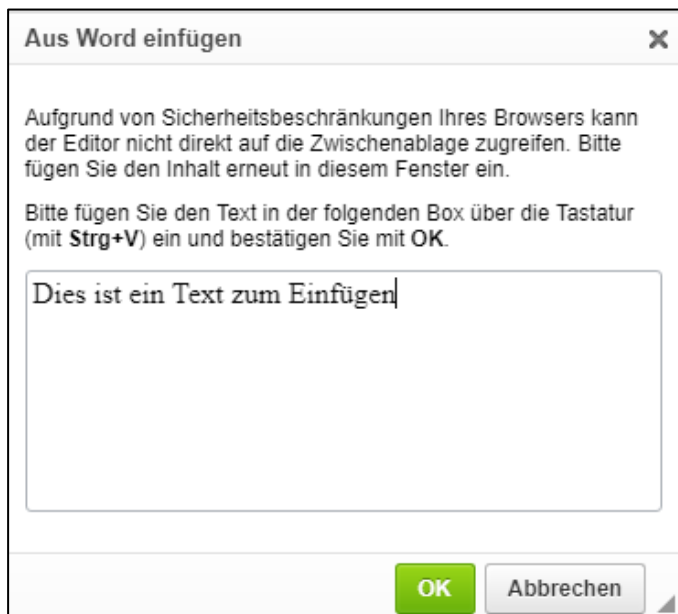 Aus Word einfügen
Aufgrund von Sicherheitsbeschränkungen Ihres Browsers kann
der Editor nicht direkt auf die Zwischenablage zugreifen. Bitte
fügen Sie den Inhalt erneut in diesem Fenster ein.
Bitte fügen Sie den Text in der folgenden Box über die Tastatur
(mit Strg+V) ein und bestätigen Sie mit OK.
Dies ist ein Text zum Einfügen
OK Abbrechen